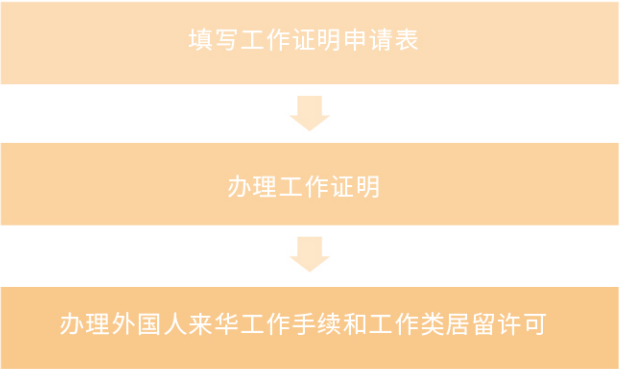 填写工作证明申请表
办理工作证明
办理外国人来华工作手续和工作类居留许可